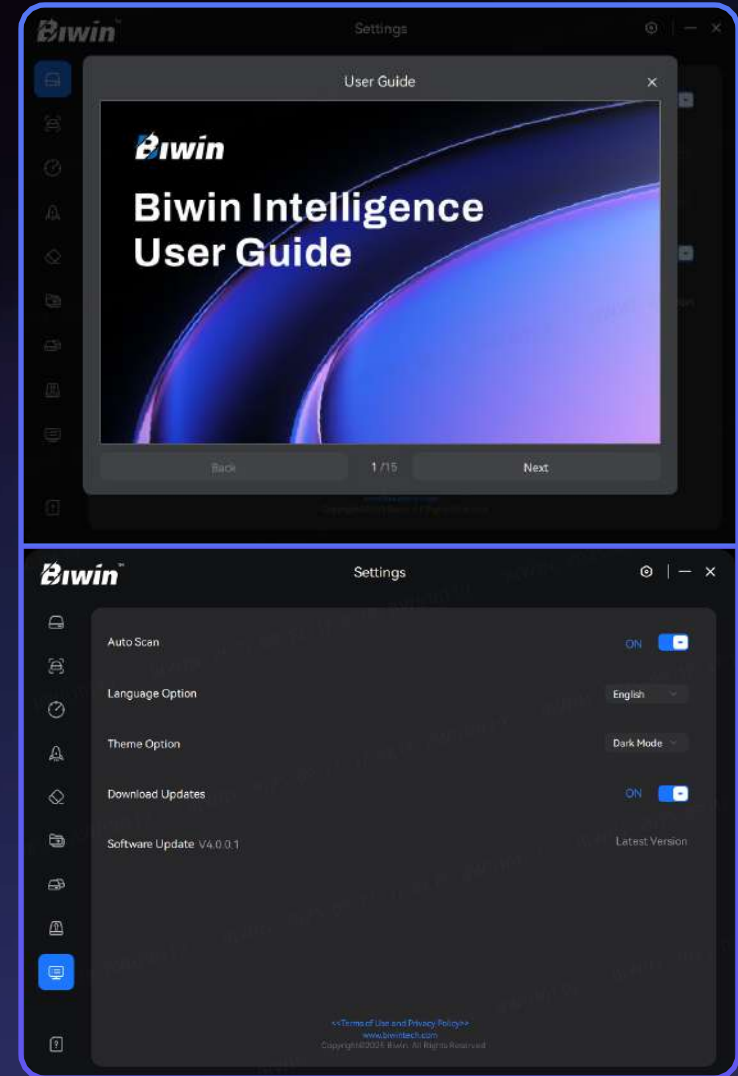 Biwin
Settings
User Guide
Biwin
Biwin Intelligence
User Guide
Back
1 /15
Next
Biwin™
Settings
Auto Scan
ON
Language Option
English
Theme Option
Dark Mode
Download Updates
ON
Software Update V4.0.0.1
Latest Version
<<Terms of Use and Privacy Policy>>
www.biwintech.com
Copyright©2025 Biwin. All Rights Reserved